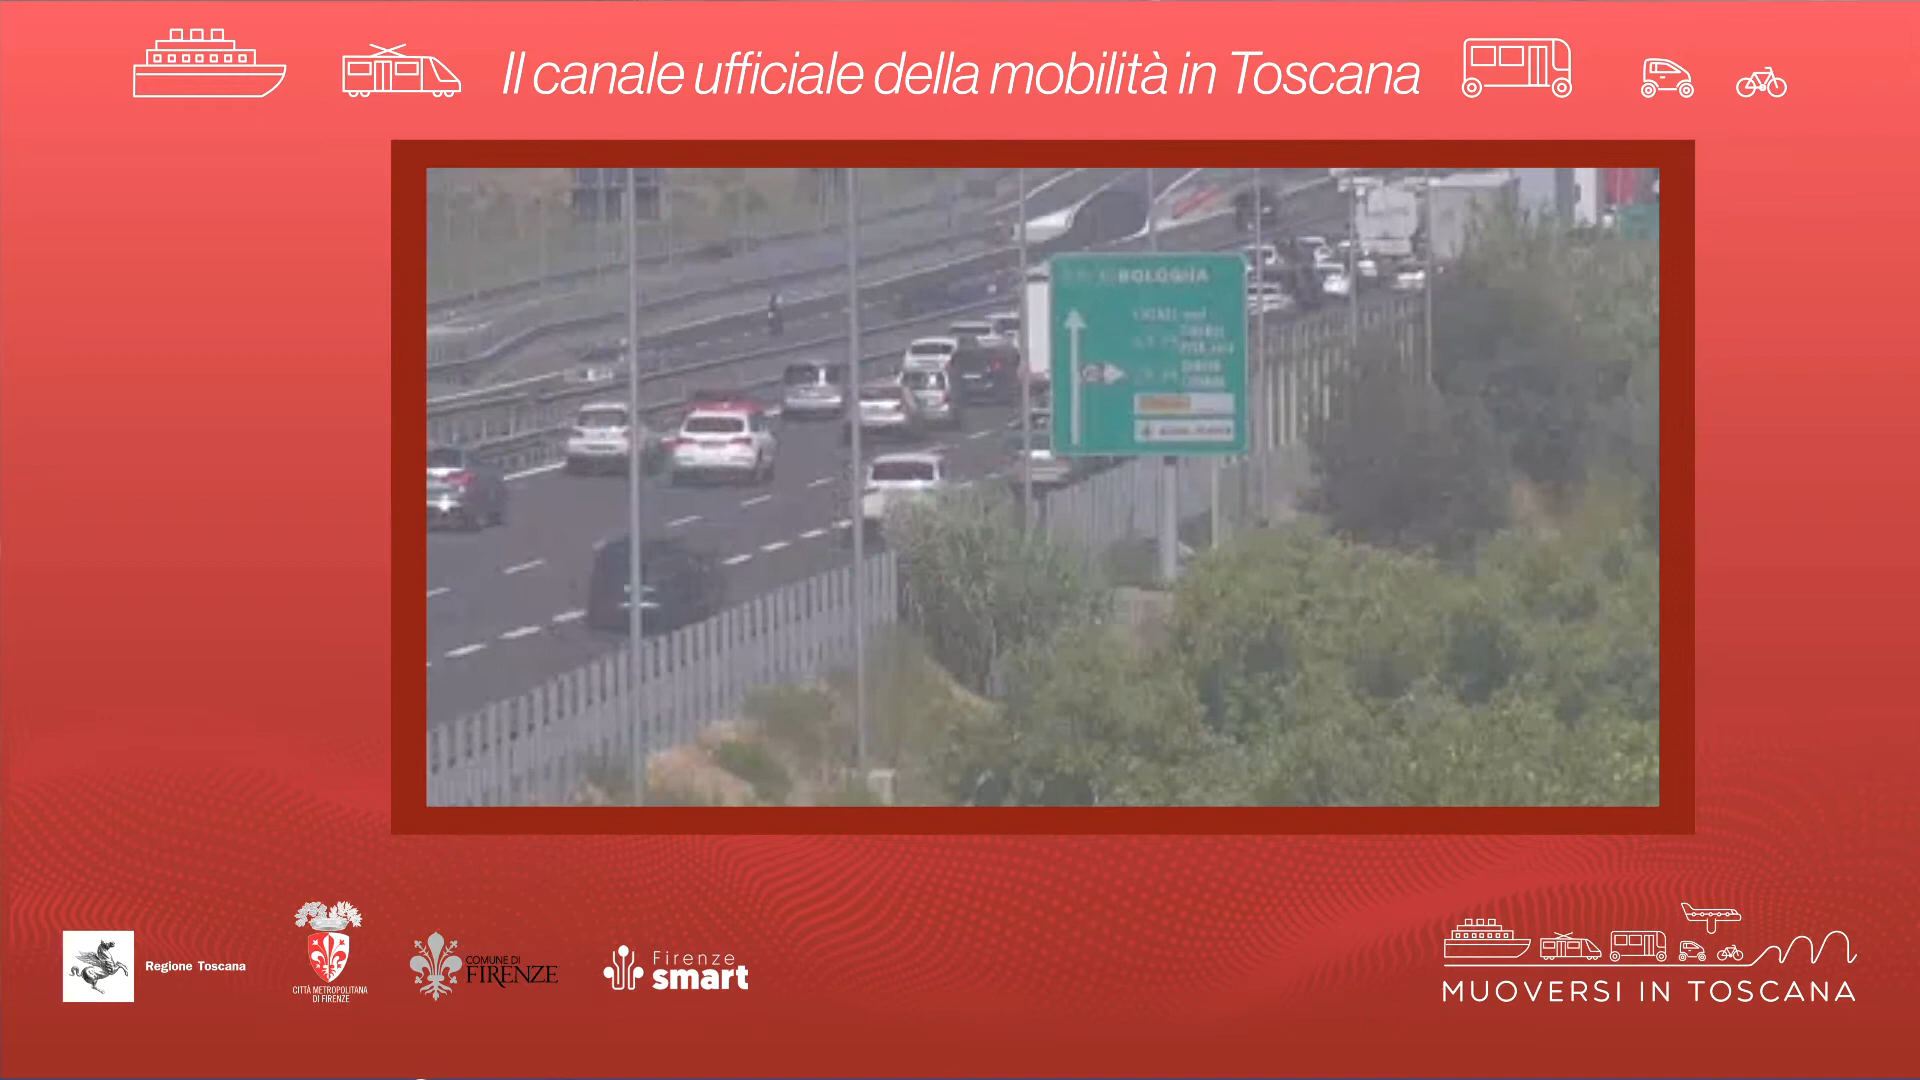 Il canale ufficiale della mobilità in Toscana
BOLOGNA
Regione Toscana
CITTÀ METROPOLITANA
DI FIRENZE
COMUNE DI
FIRENZE
Firenze
smart
MUOVERSI IN TOSCANA